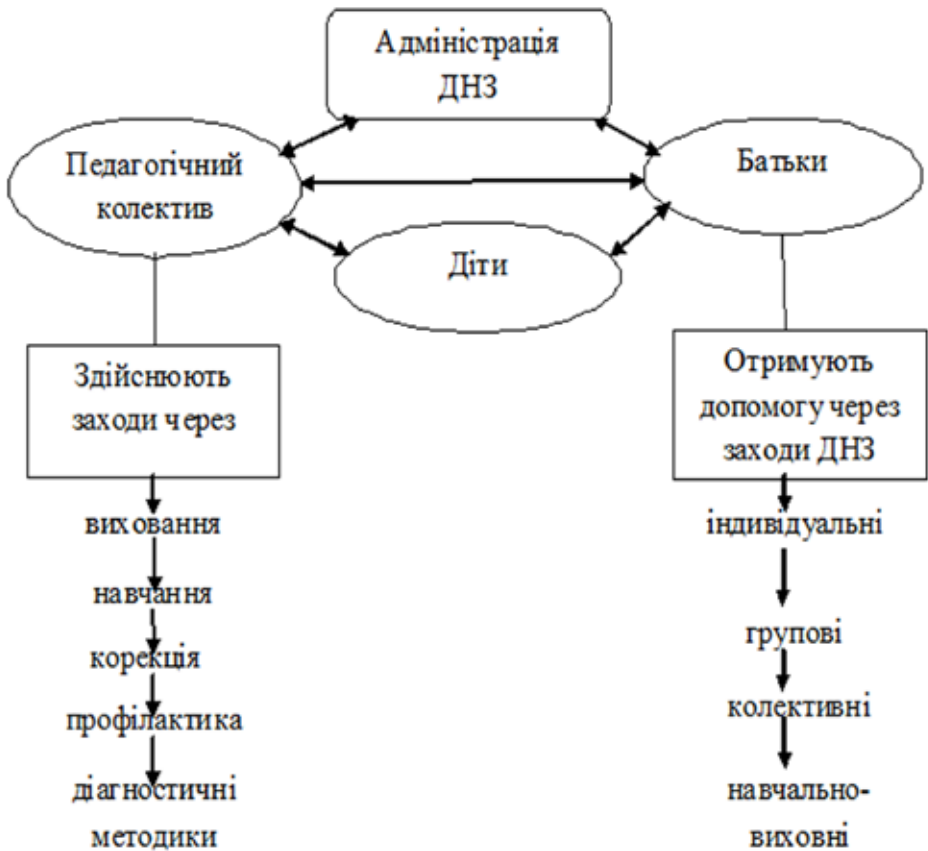 Адміністрація
ДНЗ
Педагогічний
колектив
Батьки
Діти
Здійснюють
заходи через
виховання
навчання
корекція
профілактика
діагностичні
методики
Отримують
допомогу через
заходи ДНЗ
індивідуальні
групові
колективні
навчально-
виховні